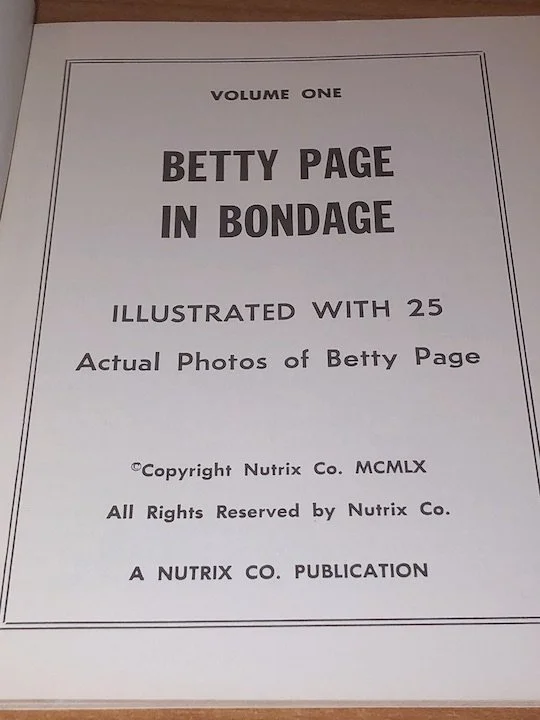 VOLUME ONE
BETTY PAGE
IN BONDAGE
ILLUSTRATED WITH 25
Actual Photos of Betty Page
©Copyright Nutrix Co. MCMLX
All Rights Reserved by Nutrix Co.
A NUTRIX CO. PUBLICATION